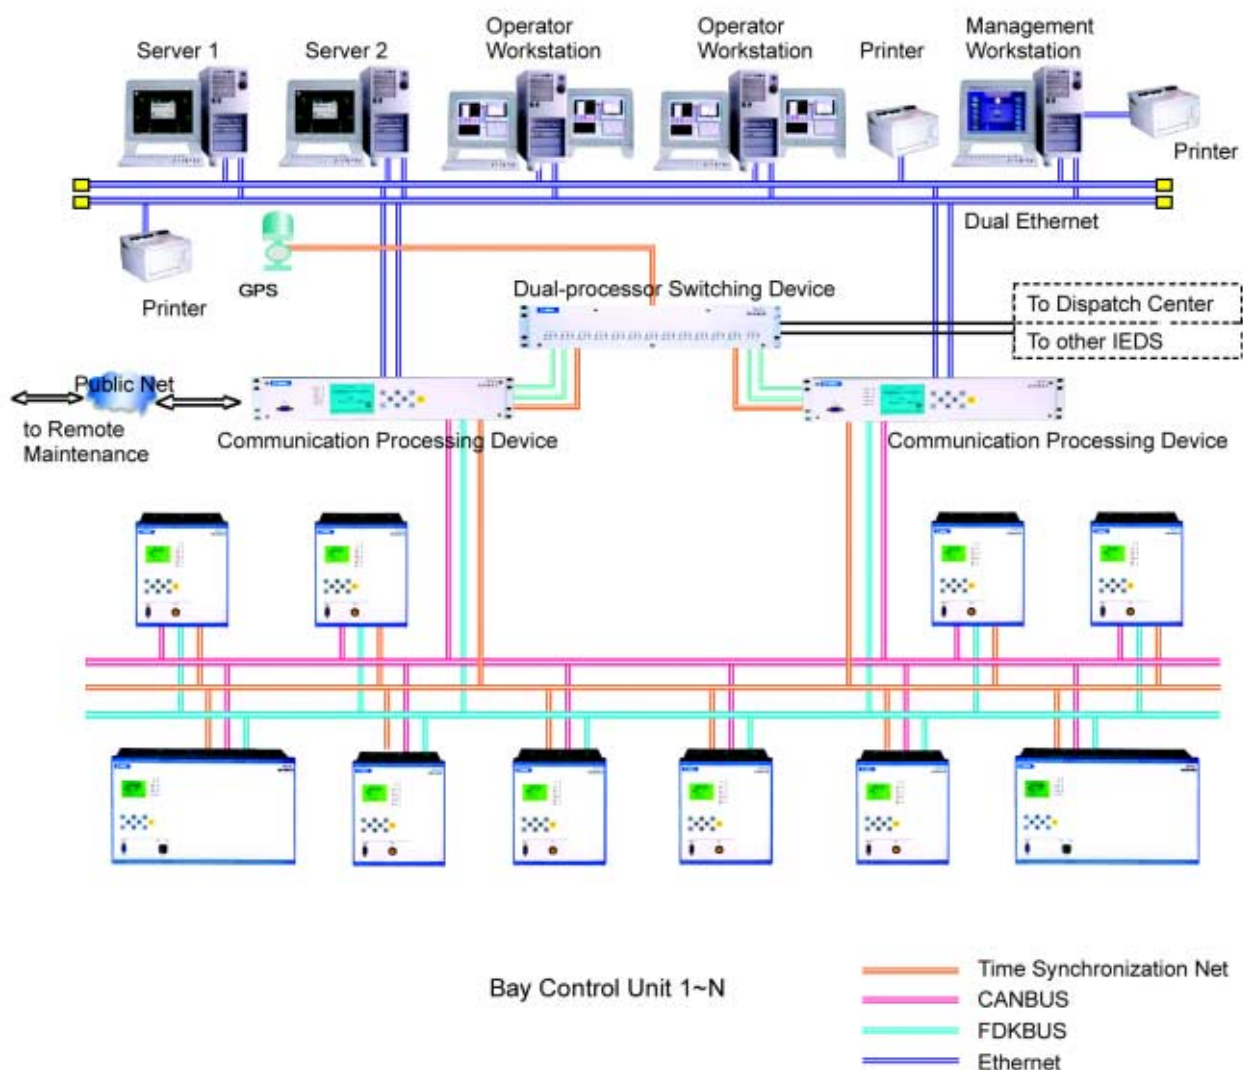 Server 1
Server 2
Operator
Workstation
Operator
Workstation
Printer
Management
Workstation
Printer
Dual Ethernet
Printer
GPS
Dual-processor Switching Device
To Dispatch Center
To other IEDS
Public Net
to Remote
Maintenance
Communication Processing Device
Communication Processing Device
Bay Control Unit 1~N
Time Synchronization Net
CANBUS
FDKBUS
Ethernet